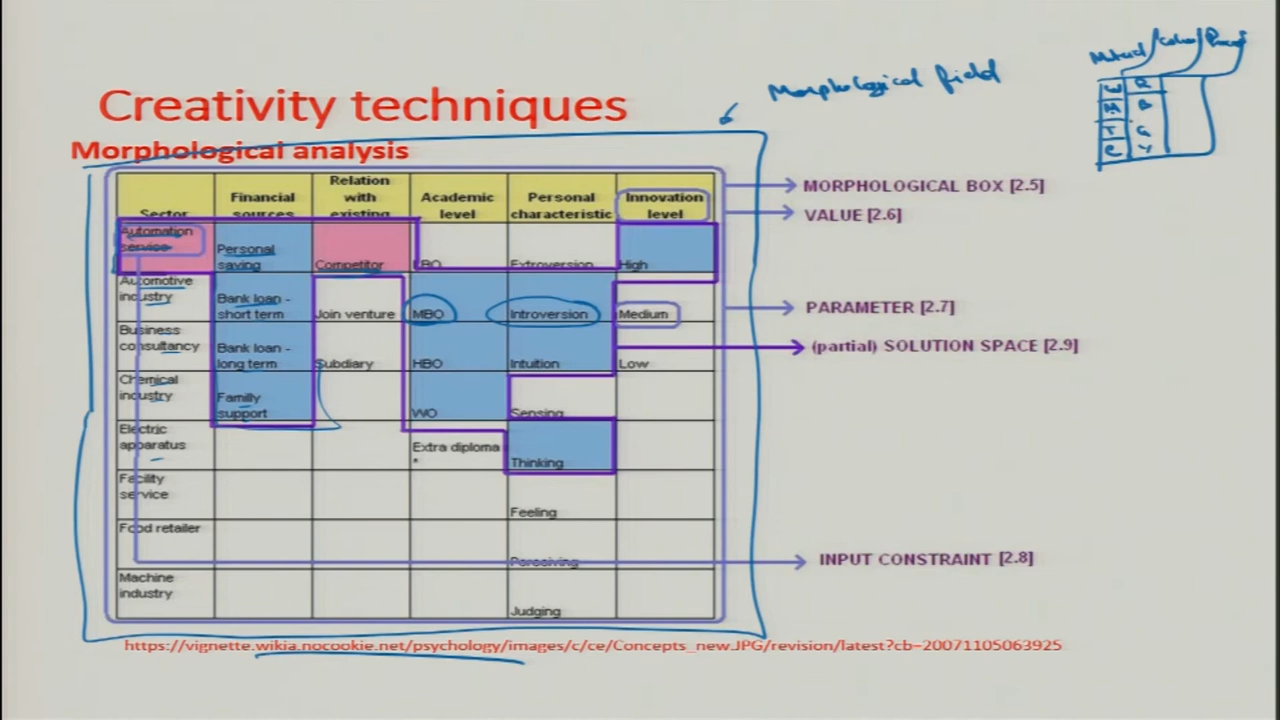 Morphological field
Creativity techniques
Morphological analysis
Sector
Financial sources
Relation with existing
Academic level
Personal characteristic
Innovation level
Automation service
Personal saving
Competitor
LBO
Extroversion
High
Automotive industry
Bank loan - short term
Join venture
MBO
Introversion
Medium
Business consultancy
Bank loan - long term
Subdiary
HBO
Intuition
Low
Chemical industry
Familly support
WO
Sensing
Electric apparatus
Extra diploma *
Thinking
Facility service
Feeling
Food retailer
Perceiving
Machine industry
Judging
MORPHOLOGICAL BOX [2.5]
VALUE [2.6]
PARAMETER [2.7]
(partial) SOLUTION SPACE [2.9]
INPUT CONSTRAINT [2.8]
https://vignette.wikia.nocookie.net/psychology/images/c/ce/Concepts_new.JPG/revision/latest?cb=20071105063925